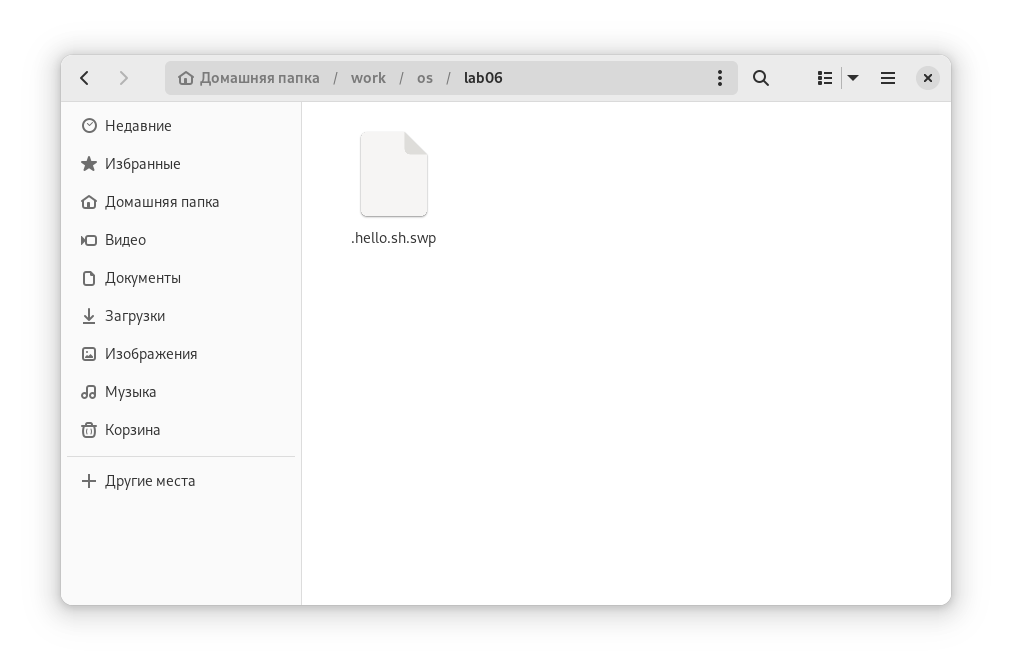 Домашняя папка / work / os / lab06
Недавние
Избранные
Домашняя папка
Видео
Документы
Загрузки
Изображения
Музыка
Корзина
Другие места
.hello.sh.swp